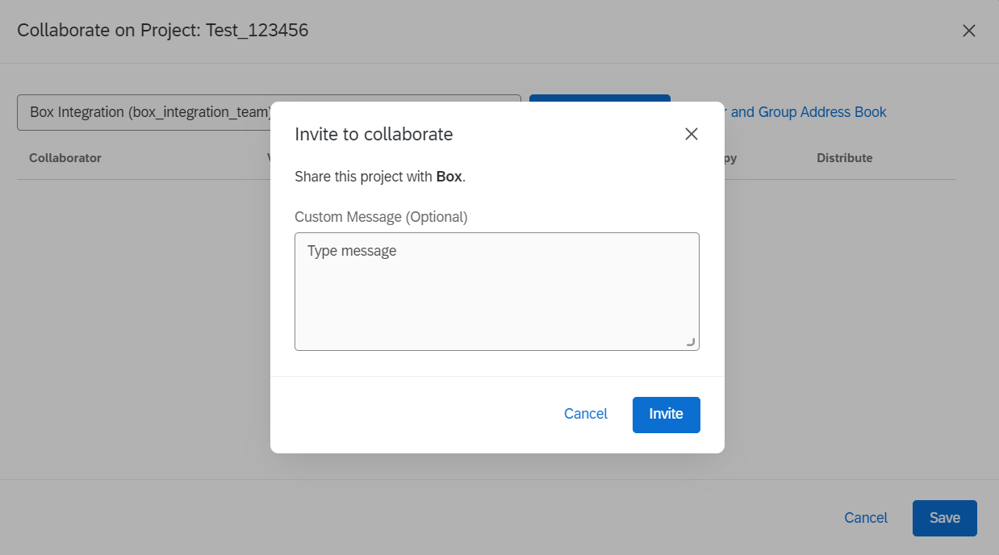 Collaborate on Project: Test_123456
Box Integration (box_integration_team)
and Group Address Book
Collaborator
Distribute
Invite to collaborate
Share this project with Box.
Custom Message (Optional)
Type message
Cancel
Invite
Cancel
Save